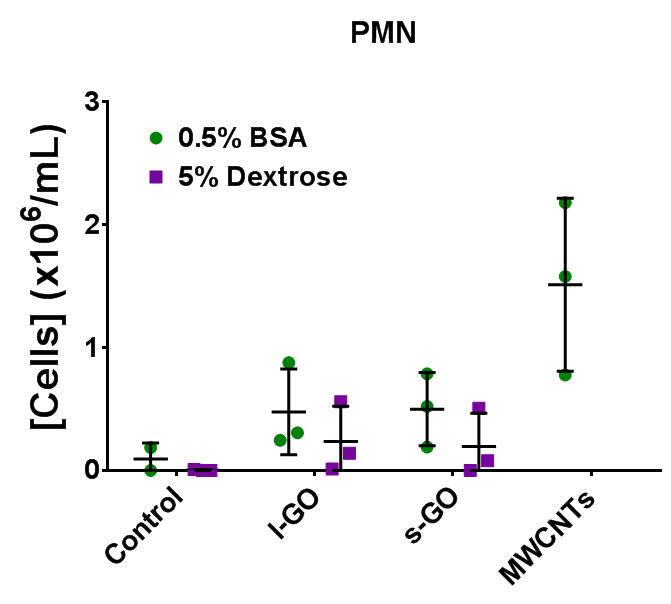 PMN
[Cells] (x10⁶/mL)
3
2
1
0
0.5% BSA
5% Dextrose
Control
l-GO
s-GO
MWCNTs